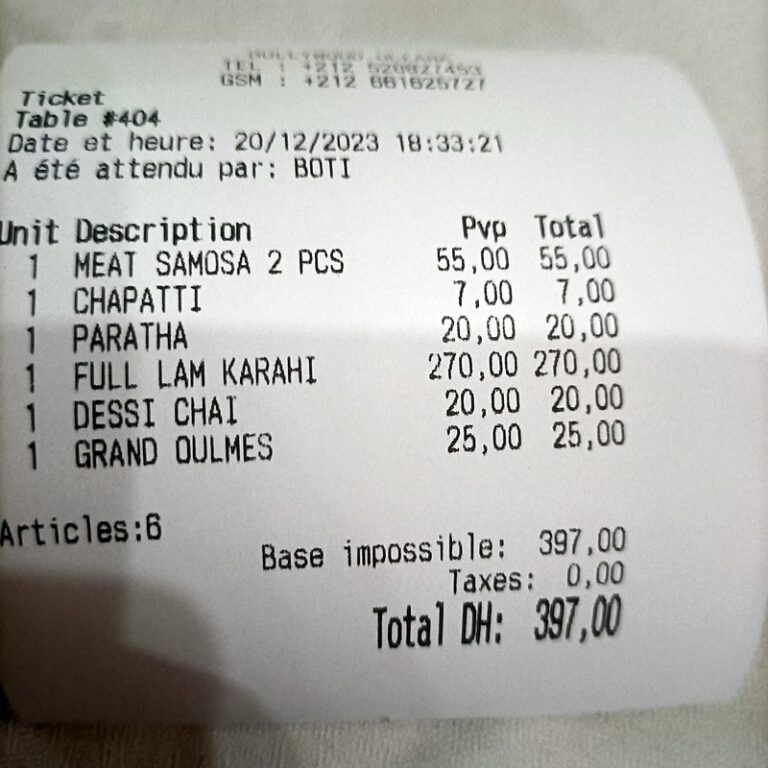 TEL : +212 528827453
GSM : +212 661625727
Ticket
Table #404
Date et heure: 20/12/2023 18:33:21
A été attendu par: BOTI
Unit Description Pvp Total
1 MEAT SAMOSA 2 PCS 55,00 55,00
1 CHAPATTI 7,00 7,00
1 PARATHA 20,00 20,00
1 FULL LAM KARAHI 270,00 270,00
1 DESSI CHAI 20,00 20,00
1 GRAND OULMES 25,00 25,00
Articles:6
Base impossible: 397,00
Taxes: 0,00
Total DH: 397,00